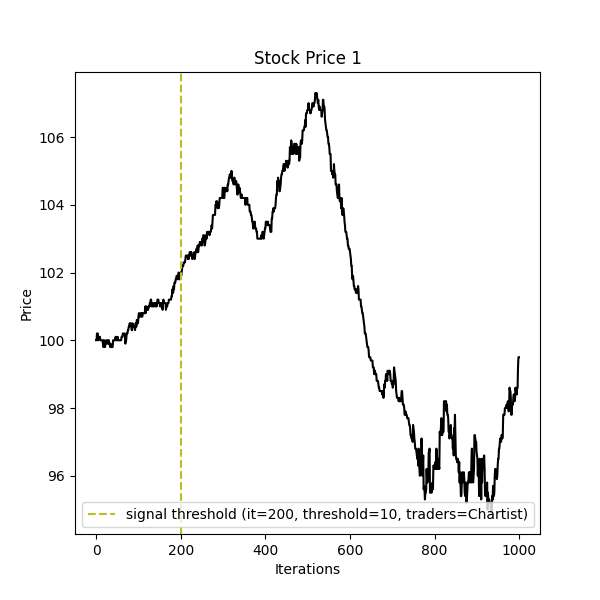 Stock Price 1
106
104
102
100
98
96
Price
signal threshold (it=200, threshold=10, traders=Chartist)
0 200 400 600 800 1000
Iterations